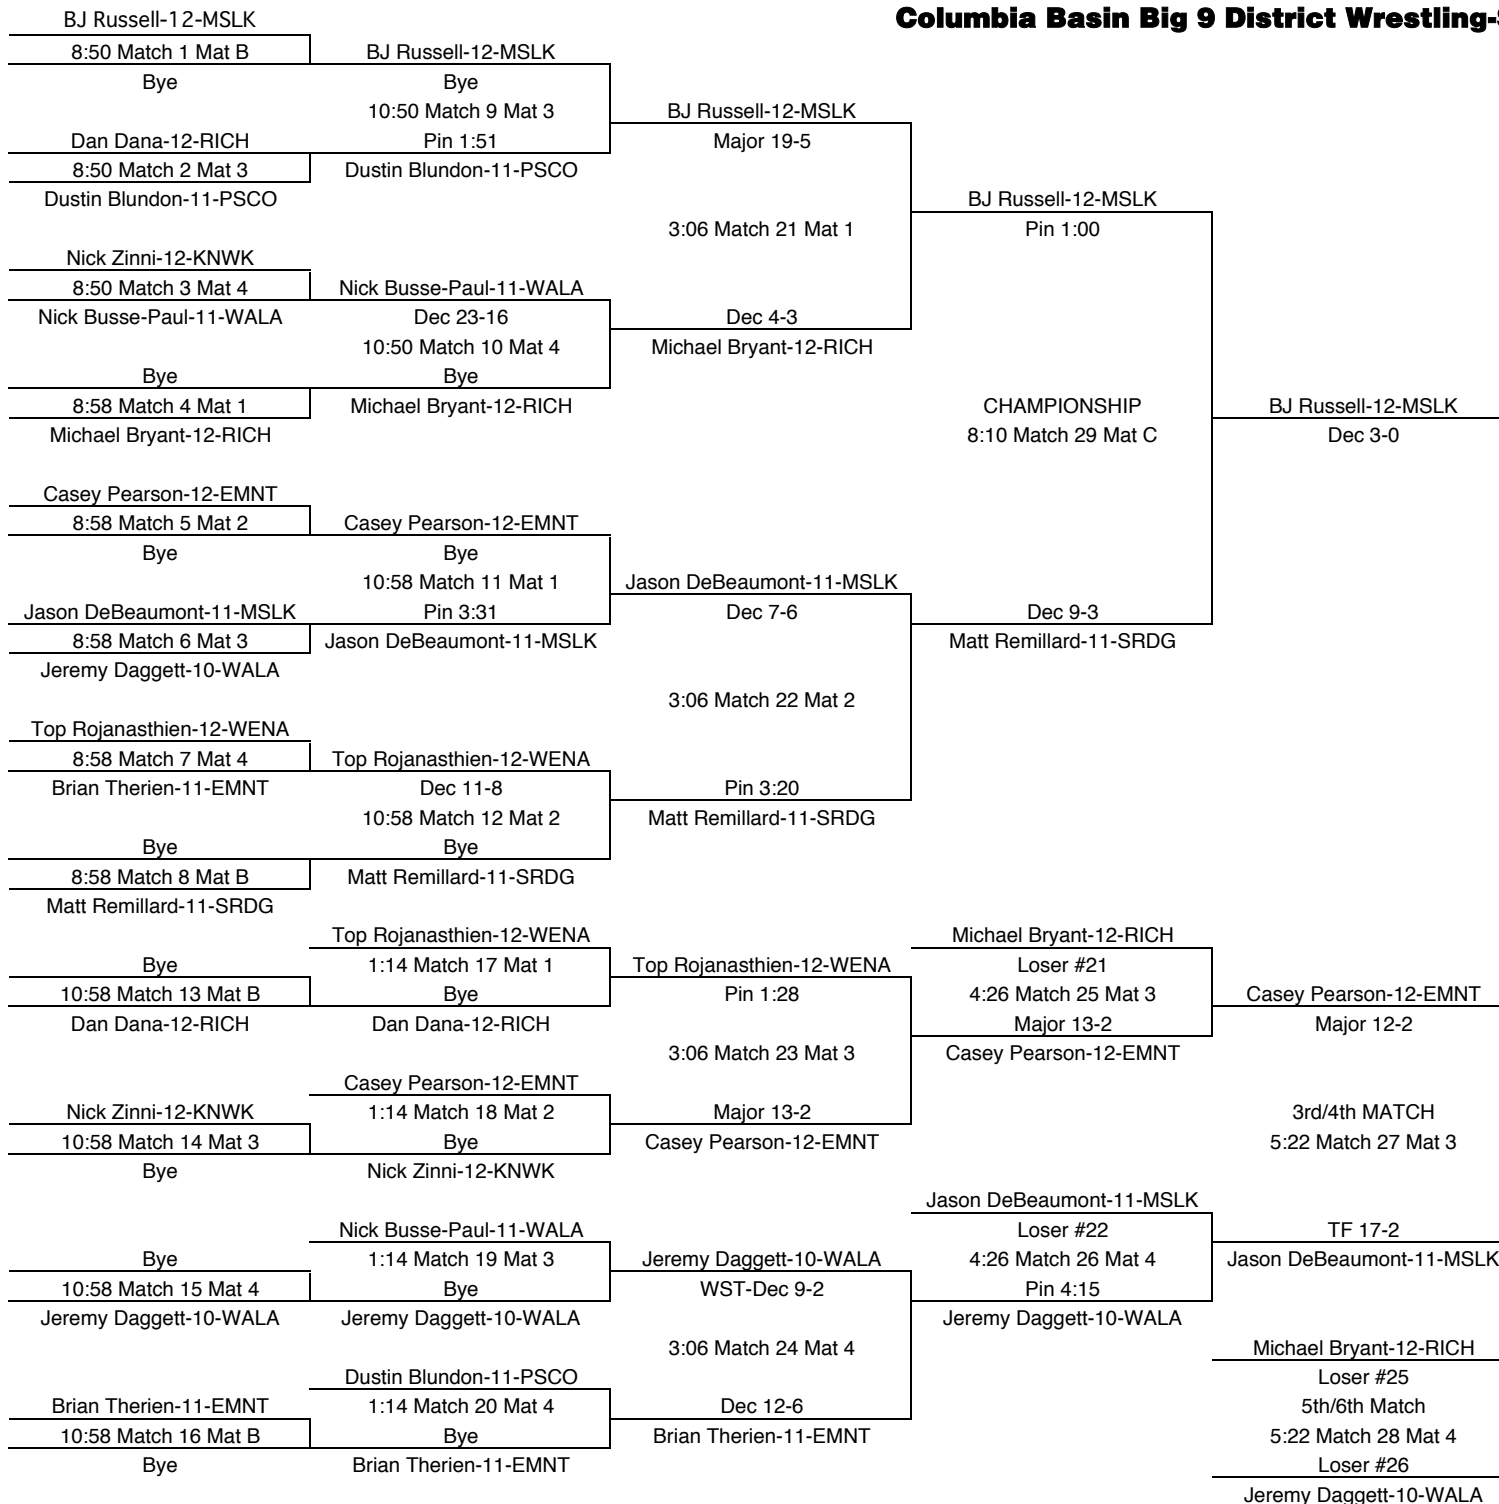 Columbia Basin Big 9 District Wrestling-
BJ Russell-12-MSLK
8:50 Match 1 Mat B
Bye
Dan Dana-12-RICH
8:50 Match 2 Mat 3
Dustin Blundon-11-PSCO
Nick Zinni-12-KNWK
8:50 Match 3 Mat 4
Nick Busse-Paul-11-WALA
Bye
8:58 Match 4 Mat 1
Michael Bryant-12-RICH
Casey Pearson-12-EMNT
8:58 Match 5 Mat 2
Bye
Jason DeBeaumont-11-MSLK
8:58 Match 6 Mat 3
Jeremy Daggett-10-WALA
Top Rojanasthien-12-WENA
8:58 Match 7 Mat 4
Brian Therien-11-EMNT
Bye
8:58 Match 8 Mat B
Matt Remillard-11-SRDG
BJ Russell-12-MSLK
Bye
10:50 Match 9 Mat 3
Pin 1:51
Dustin Blundon-11-PSCO
Nick Busse-Paul-11-WALA
Dec 23-16
10:50 Match 10 Mat 4
Bye
Michael Bryant-12-RICH
Casey Pearson-12-EMNT
Bye
10:58 Match 11 Mat 1
Pin 3:31
Jason DeBeaumont-11-MSLK
Top Rojanasthien-12-WENA
Dec 11-8
10:58 Match 12 Mat 2
Bye
Matt Remillard-11-SRDG
BJ Russell-12-MSLK
Major 19-5
3:06 Match 21 Mat 1
Dec 4-3
Michael Bryant-12-RICH
Jason DeBeaumont-11-MSLK
Dec 7-6
3:06 Match 22 Mat 2
Pin 3:20
Matt Remillard-11-SRDG
BJ Russell-12-MSLK
Pin 1:00
CHAMPIONSHIP
8:10 Match 29 Mat C
Dec 9-3
Matt Remillard-11-SRDG
BJ Russell-12-MSLK
Dec 3-0
Bye
10:58 Match 13 Mat B
Dan Dana-12-RICH
Nick Zinni-12-KNWK
10:58 Match 14 Mat 3
Bye
Bye
10:58 Match 15 Mat 4
Jeremy Daggett-10-WALA
Brian Therien-11-EMNT
10:58 Match 16 Mat B
Bye
Top Rojanasthien-12-WENA
1:14 Match 17 Mat 1
Bye
Dan Dana-12-RICH
Casey Pearson-12-EMNT
1:14 Match 18 Mat 2
Bye
Nick Zinni-12-KNWK
Nick Busse-Paul-11-WALA
1:14 Match 19 Mat 3
Bye
Jeremy Daggett-10-WALA
Dustin Blundon-11-PSCO
1:14 Match 20 Mat 4
Bye
Brian Therien-11-EMNT
Top Rojanasthien-12-WENA
Pin 1:28
3:06 Match 23 Mat 3
Major 13-2
Casey Pearson-12-EMNT
Jeremy Daggett-10-WALA
WST-Dec 9-2
3:06 Match 24 Mat 4
Dec 12-6
Brian Therien-11-EMNT
Michael Bryant-12-RICH
Loser #21
4:26 Match 25 Mat 3
Major 13-2
Casey Pearson-12-EMNT
Jason DeBeaumont-11-MSLK
Loser #22
4:26 Match 26 Mat 4
Pin 4:15
Jeremy Daggett-10-WALA
Casey Pearson-12-EMNT
Major 12-2
3rd/4th MATCH
5:22 Match 27 Mat 3
TF 17-2
Jason DeBeaumont-11-MSLK
Michael Bryant-12-RICH
Loser #25
5th/6th Match
5:22 Match 28 Mat 4
Loser #26
Jeremy Daggett-10-WALA